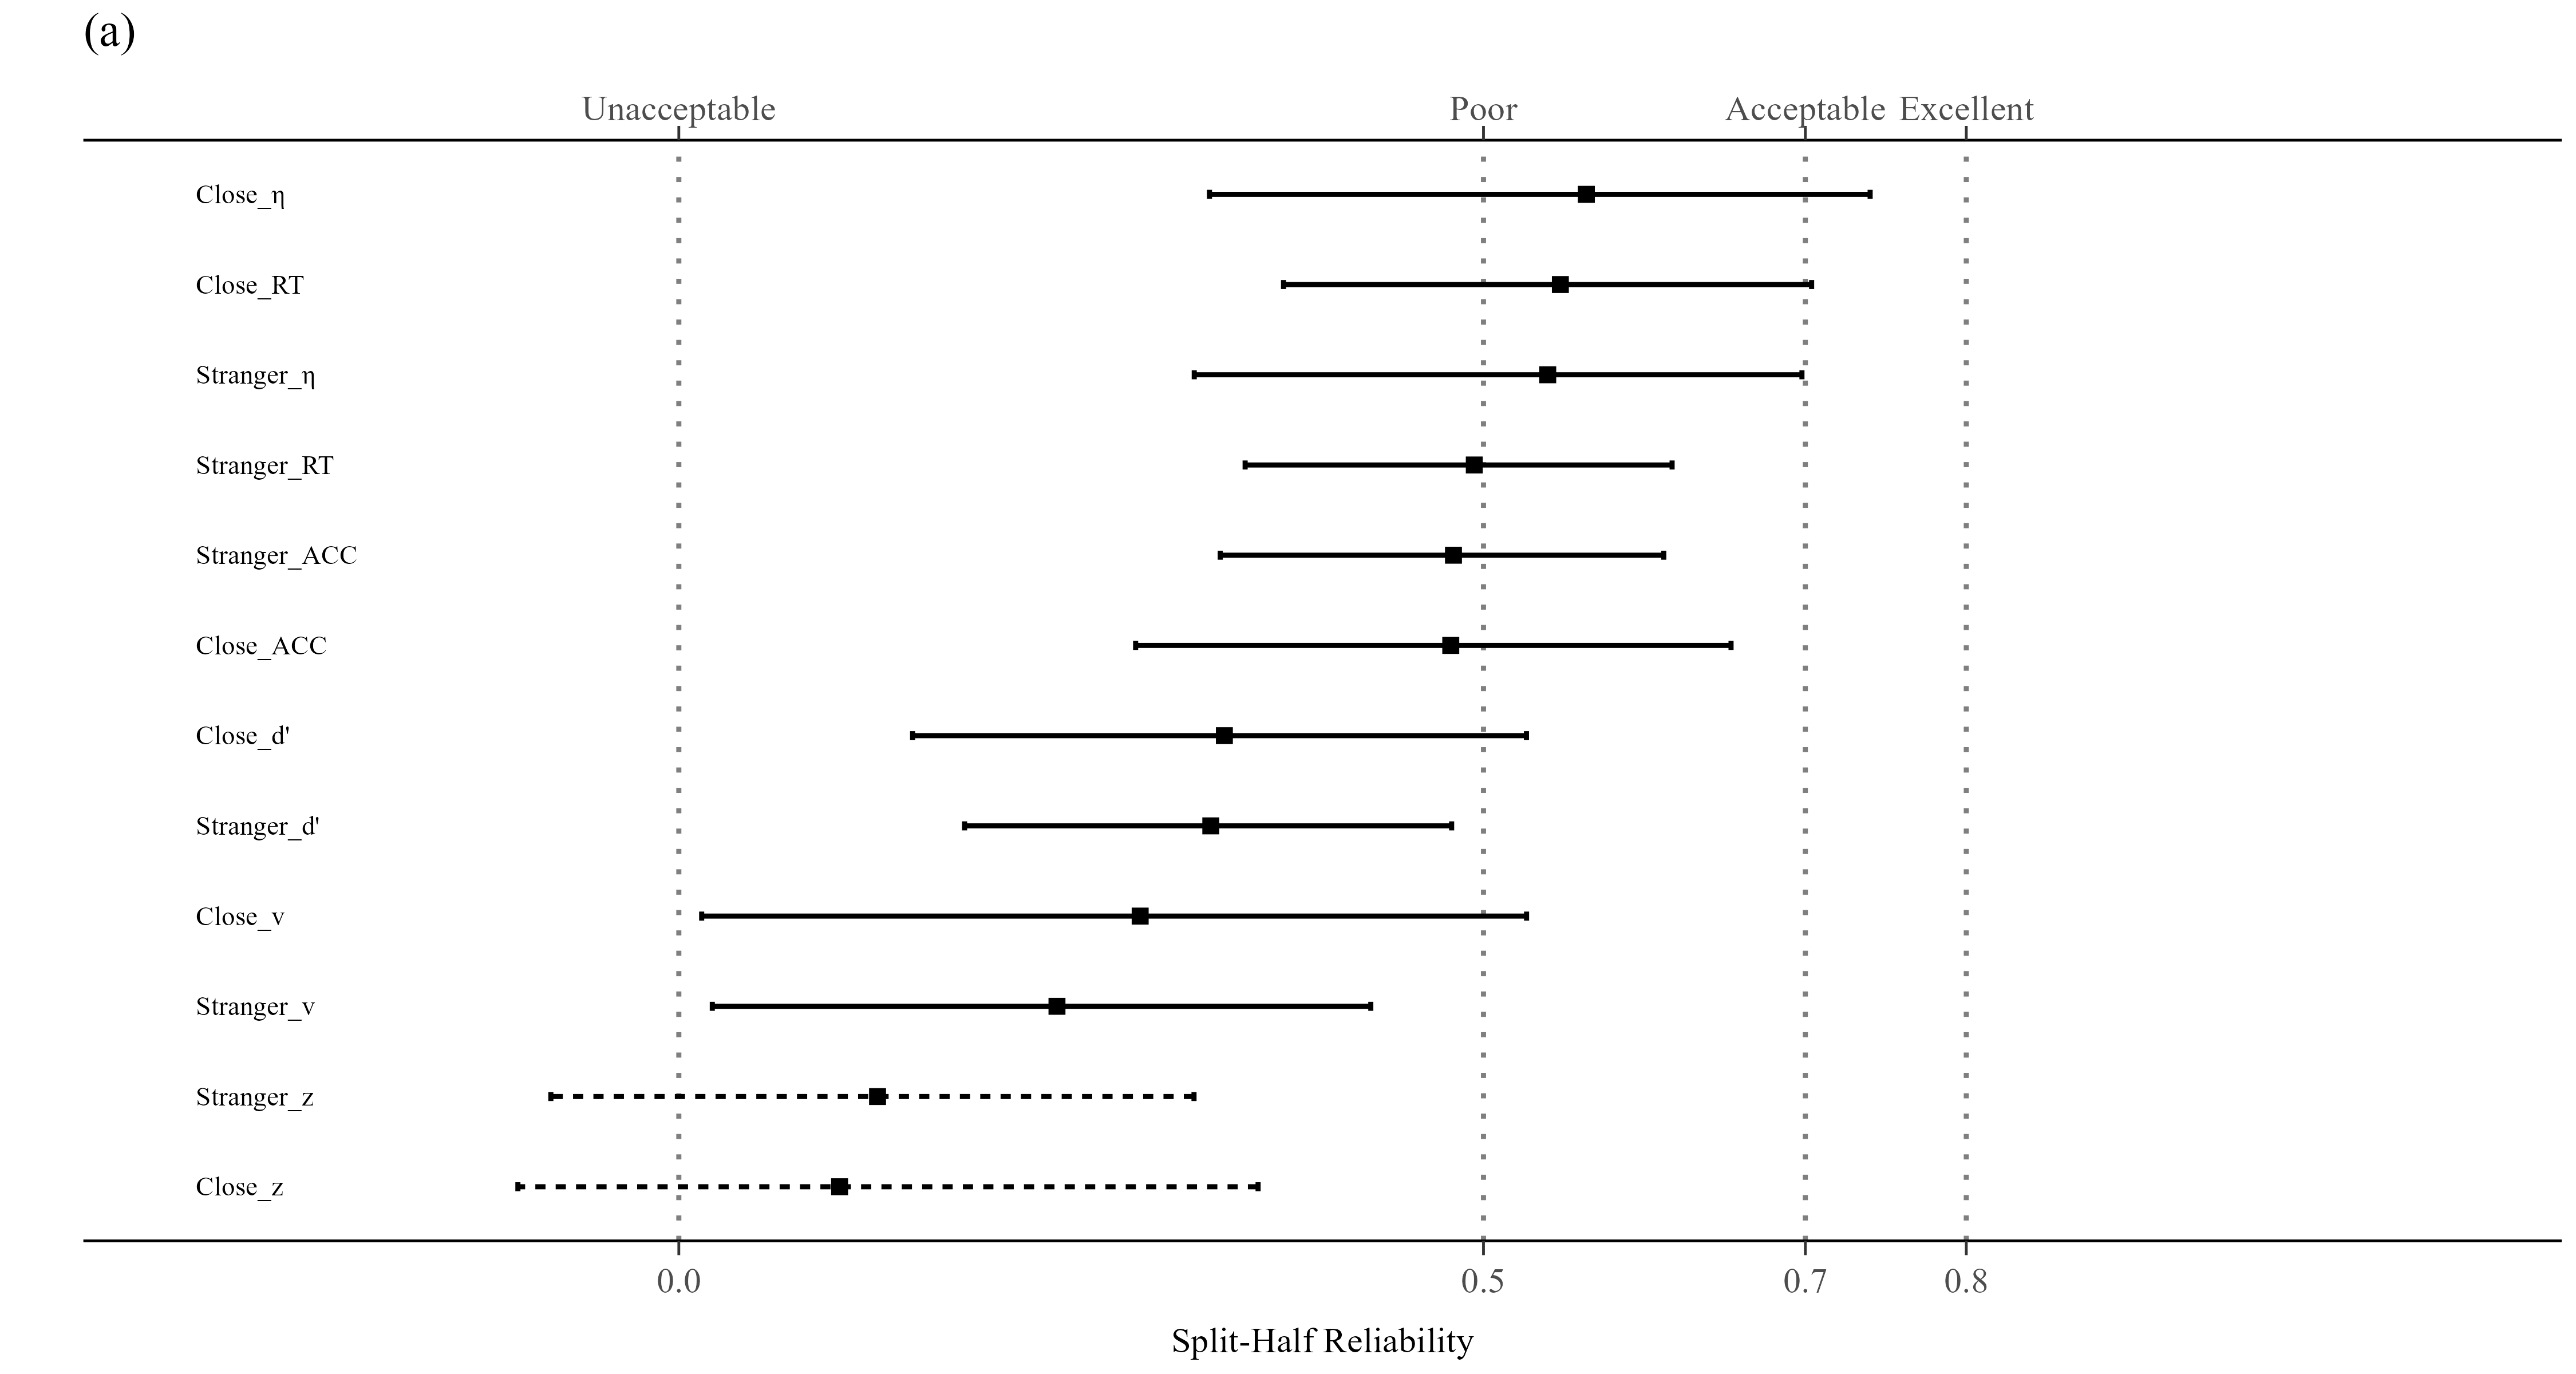 (a)
Unacceptable Poor Acceptable Excellent
Close_η
Close_RT
Stranger_η
Stranger_RT
Stranger_ACC
Close_ACC
Close_d'
Stranger_d'
Close_v
Stranger_v
Stranger_z
Close_z
0.0 0.5 0.7 0.8
Split-Half Reliability